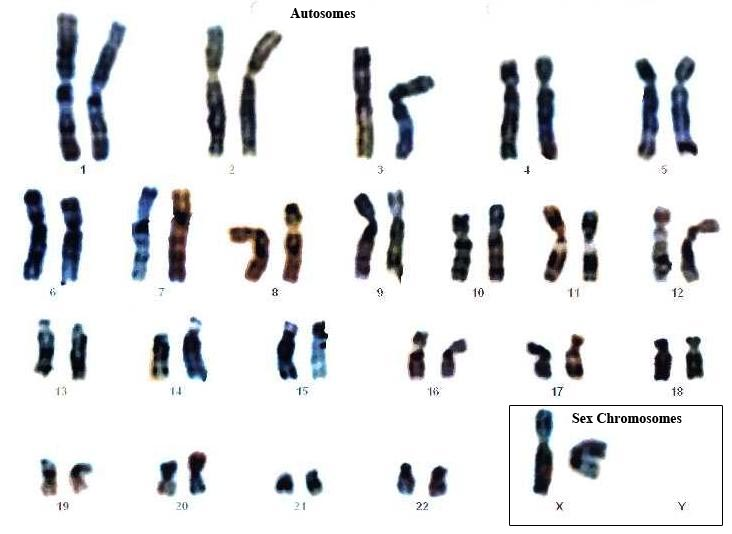 Autosomes
1 2 3 4 5
6 7 8 9 10 11 12
13 14 15 16 17 18
Sex Chromosomes
19 20 21 22 X Y